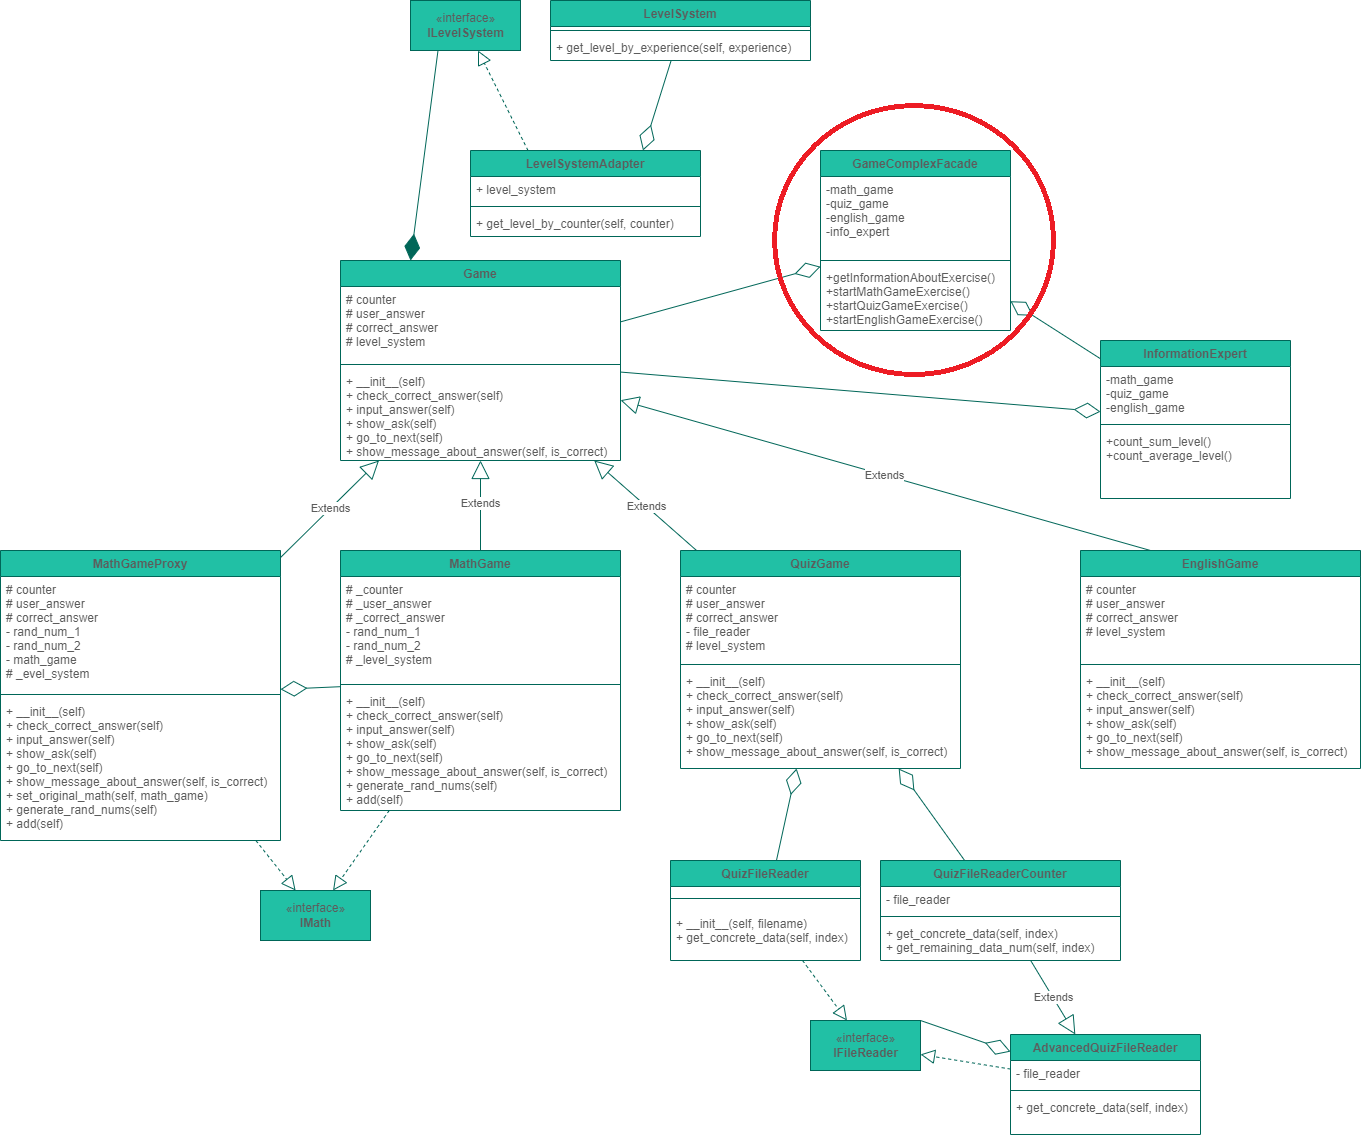 «interface»
ILevelSystem
LevelSystem
+ get_level_by_experience(self, experience)
LevelSystemAdapter
+ level_system
+ get_level_by_counter(self, counter)
GameComplexFacade
-math_game
-quiz_game
-english_game
-info_expert
+getInformationAboutExercise()
+startMathGameExercise()
+startQuizGameExercise()
+startEnglishGameExercise()
Game
# counter
# user_answer
# correct_answer
# level_system
+ __init__(self)
+ check_correct_answer(self)
+ input_answer(self)
+ show_ask(self)
+ go_to_next(self)
+ show_message_about_answer(self, is_correct)
InformationExpert
-math_game
-quiz_game
-english_game
+count_sum_level()
+count_average_level()
Extends
Extends
Extends
Extends
MathGameProxy
# counter
# user_answer
# correct_answer
- rand_num_1
- rand_num_2
- math_game
# _evel_system
+ __init__(self)
+ check_correct_answer(self)
+ input_answer(self)
+ show_ask(self)
+ go_to_next(self)
+ show_message_about_answer(self, is_correct)
+ set_original_math(self, math_game)
+ generate_rand_nums(self)
+ add(self)
MathGame
# _counter
# _user_answer
# _correct_answer
- rand_num_1
- rand_num_2
# _level_system
+ __init__(self)
+ check_correct_answer(self)
+ input_answer(self)
+ show_ask(self)
+ go_to_next(self)
+ show_message_about_answer(self, is_correct)
+ generate_rand_nums(self)
+ add(self)
QuizGame
# counter
# user_answer
# correct_answer
- file_reader
# level_system
+ __init__(self)
+ check_correct_answer(self)
+ input_answer(self)
+ show_ask(self)
+ go_to_next(self)
+ show_message_about_answer(self, is_correct)
EnglishGame
# counter
# user_answer
# correct_answer
# level_system
+ __init__(self)
+ check_correct_answer(self)
+ input_answer(self)
+ show_ask(self)
+ go_to_next(self)
+ show_message_about_answer(self, is_correct)
«interface»
IMath
QuizFileReader
+ __init__(self, filename)
+ get_concrete_data(self, index)
QuizFileReaderCounter
- file_reader
+ get_concrete_data(self, index)
+ get_remaining_data_num(self, index)
Extends
«interface»
IFileReader
AdvancedQuizFileReader
- file_reader
+ get_concrete_data(self, index)